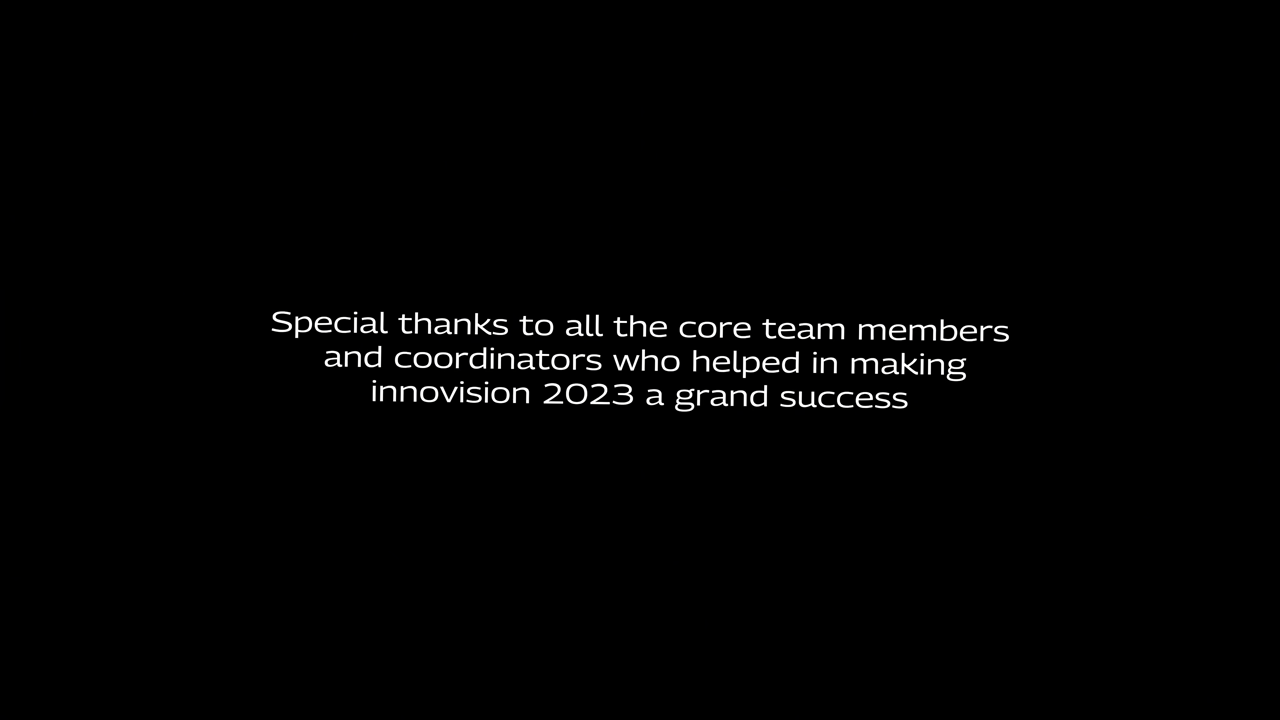 Special thanks to all the core team members
and coordinators who helped in making
innovision 2023 a grand success